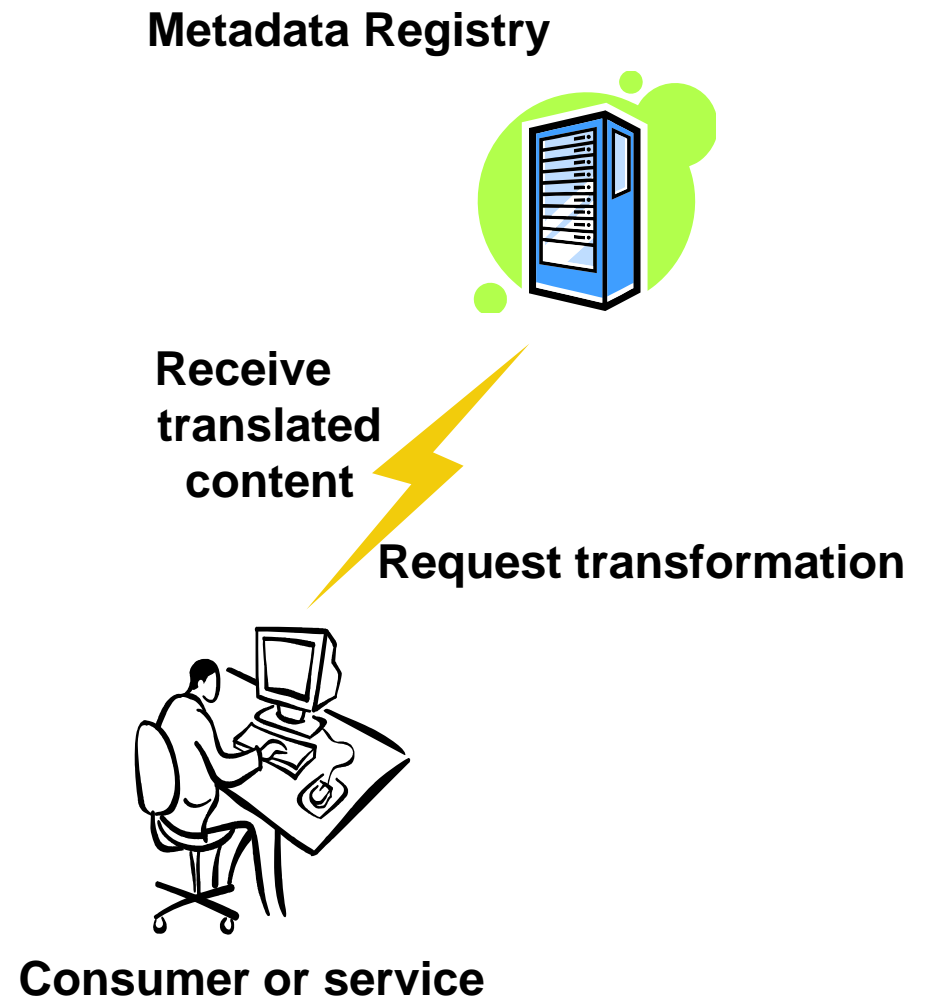 Metadata Registry
Receive
translated
content
Request transformation
Consumer or service